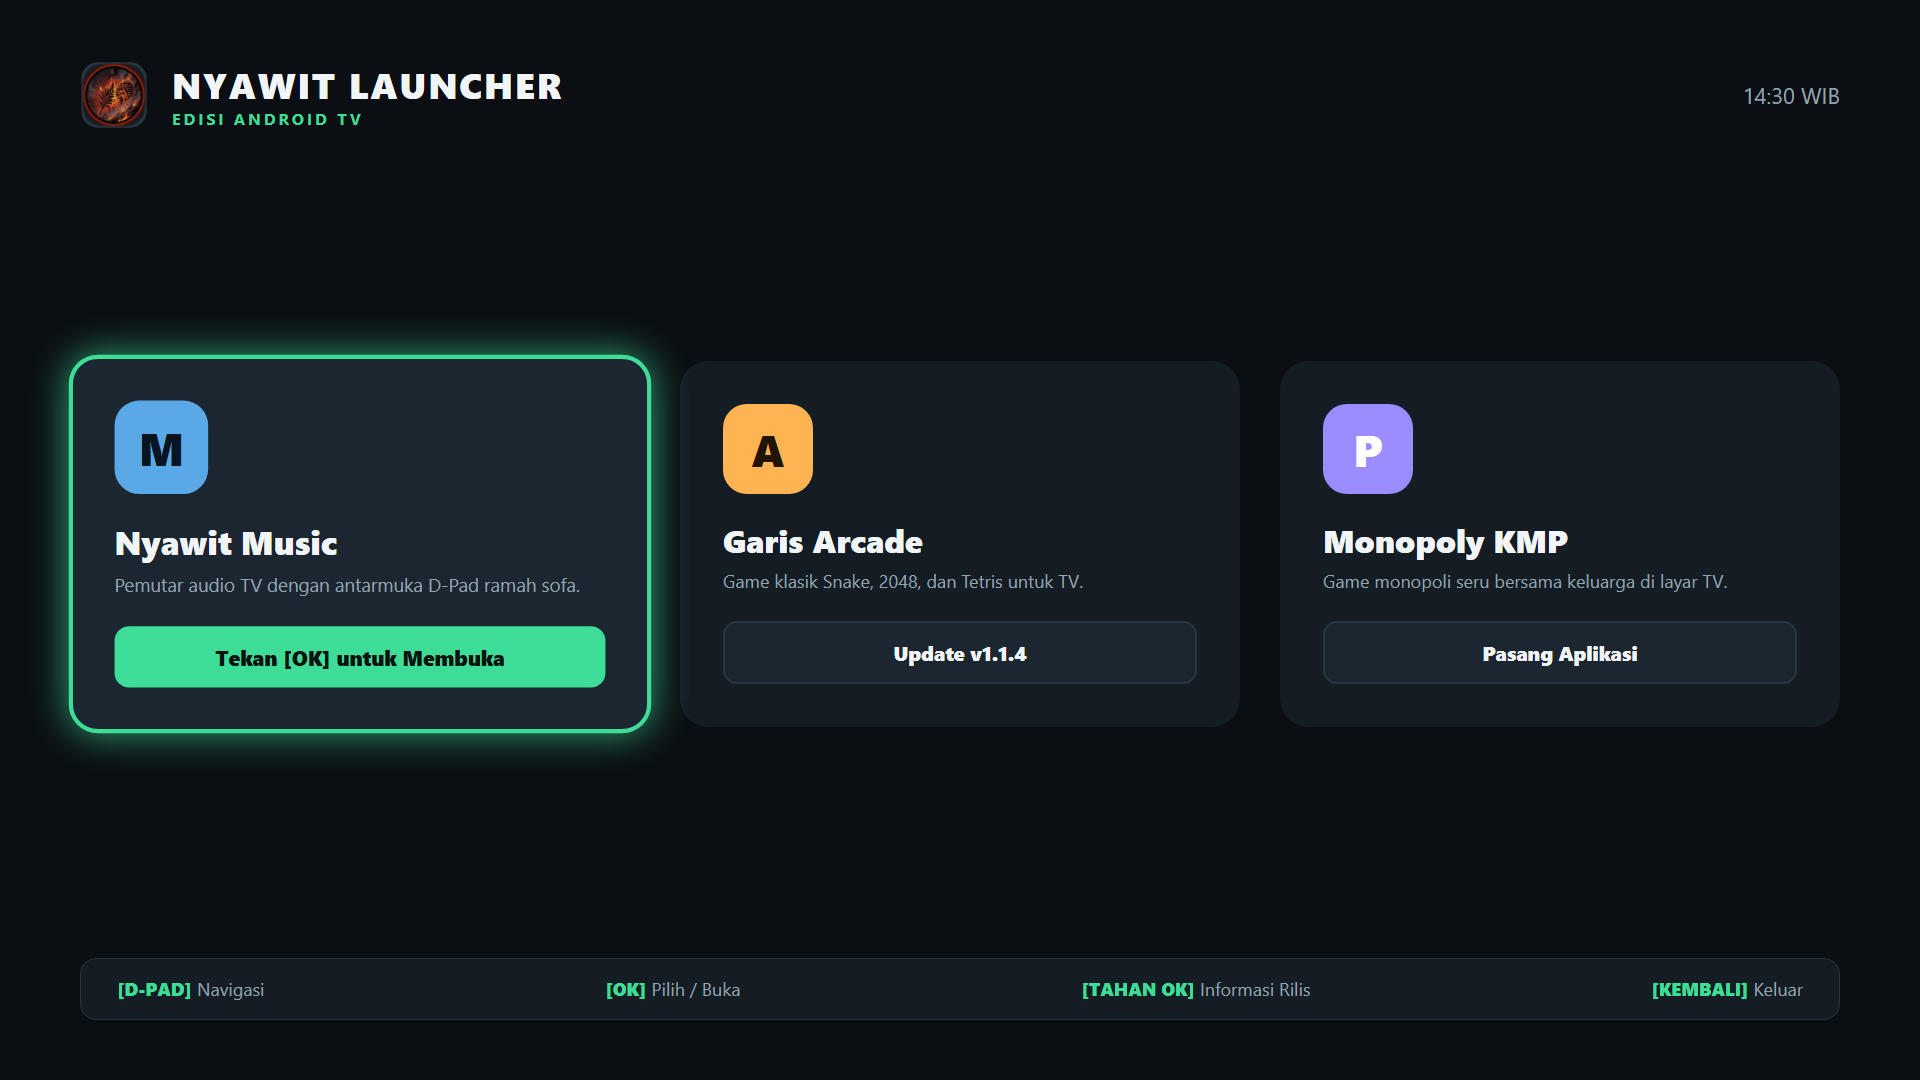 NYAWIT LAUNCHER
EDISI ANDROID TV
14:30 WIB
M
Nyawit Music
Pemutar audio TV dengan antarmuka D-Pad ramah sofa.
Tekan [OK] untuk Membuka
A
Garis Arcade
Game klasik Snake, 2048, dan Tetris untuk TV.
Update v1.1.4
P
Monopoly KMP
Game monopoli seru bersama keluarga di layar TV.
Pasang Aplikasi
[D-PAD] Navigasi
[OK] Pilih / Buka
[TAHAN OK] Informasi Rilis
[KEMBALI] Keluar